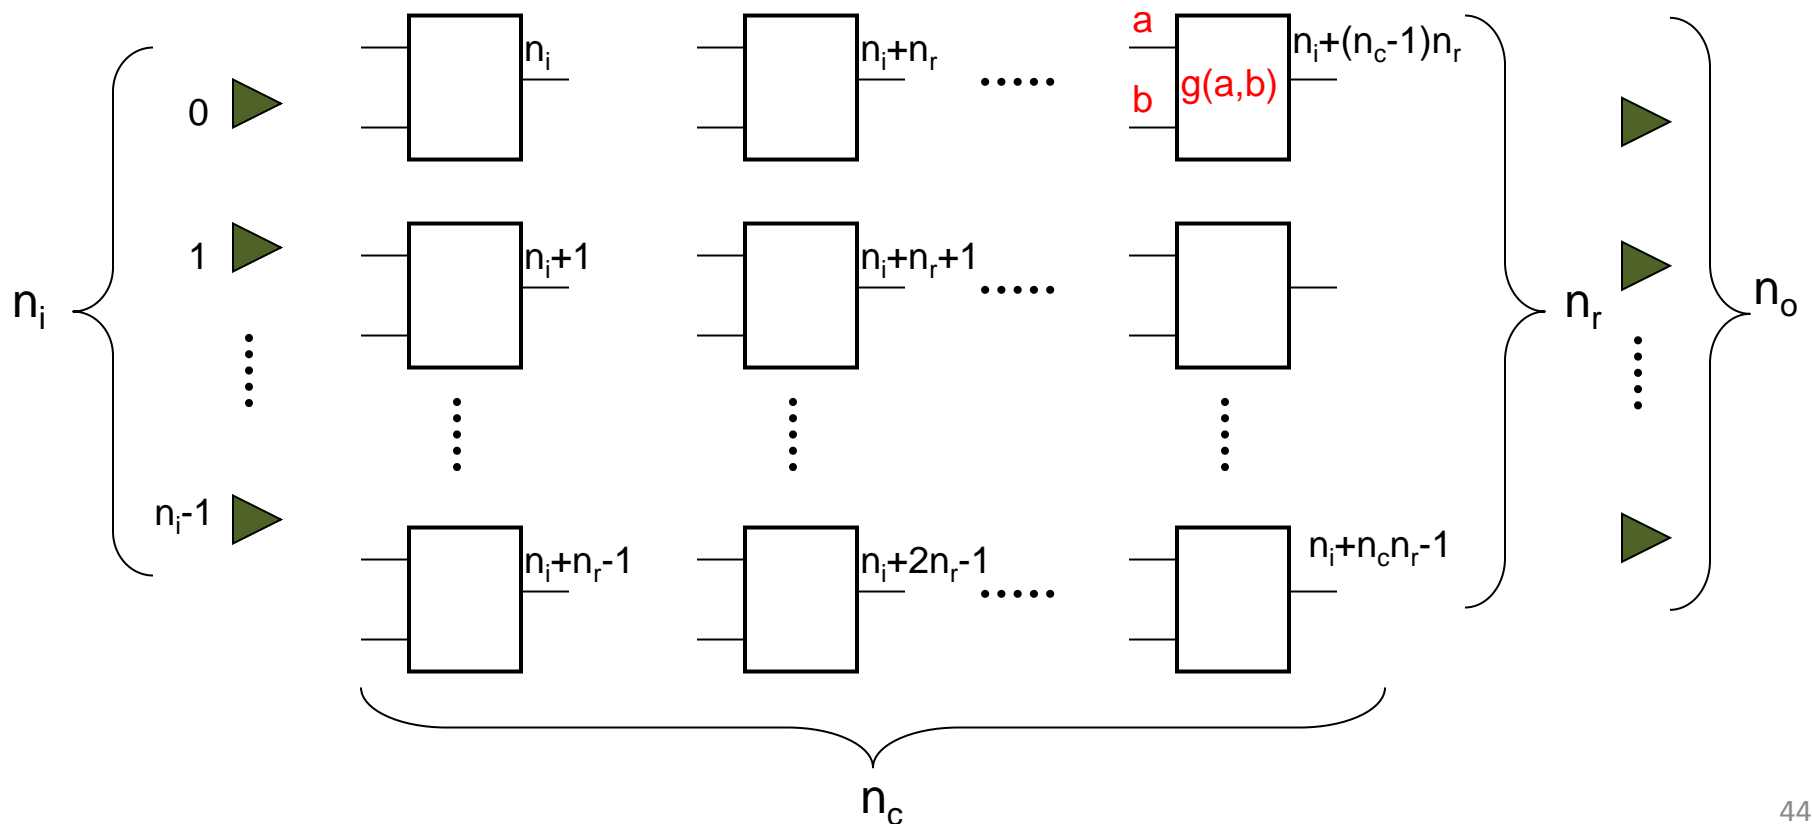 a
n_i
n_i+n_r
n_i+(n_c-1)n_r
g(a,b)
b
0
1
n_i+1
n_i+n_r+1
n_i
n_r
n_o
n_i-1
n_i+n_r-1
n_i+2n_r-1
n_i+n_cn_r-1
n_c
44